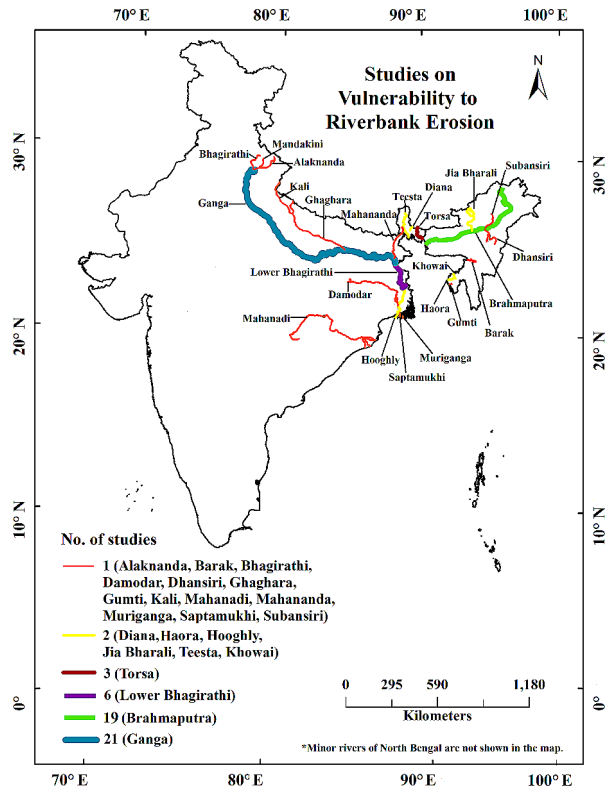 70° E
80° E
90° E
100° E
Studies on
Vulnerability to
Riverbank Erosion
N
30° N
30° N
Mandakini
Bhagirathi
Alaknanda
Subansiri
Jia Bharali
Diana
Teesta
Kali
Ganga
Ghaghara
Mahananda
Torsa
Dhansiri
Khowai
Lower Bhagirathi
Damodar
Brahmaputra
Haora
Gumti
Barak
Mahanadi
20° N
20° N
Hooghly
Muriganga
Saptamukhi
10° N
10° N
No. of studies
1 (Alaknanda, Barak, Bhagirathi,
Damodar, Dhansiri, Ghaghara,
Gumti, Kali, Mahanadi, Mahananda,
Muriganga, Saptamukhi, Subansiri)
2 (Diana,Haora, Hooghly,
Jia Bharali, Teesta, Khowai)
3 (Torsa)
6 (Lower Bhagirathi)
19 (Brahmaputra)
21 (Ganga)
0 295 590 1,180
Kilometers
0°
0°
*Minor rivers of North Bengal are not shown in the map.
70° E
80° E
90° E
100° E